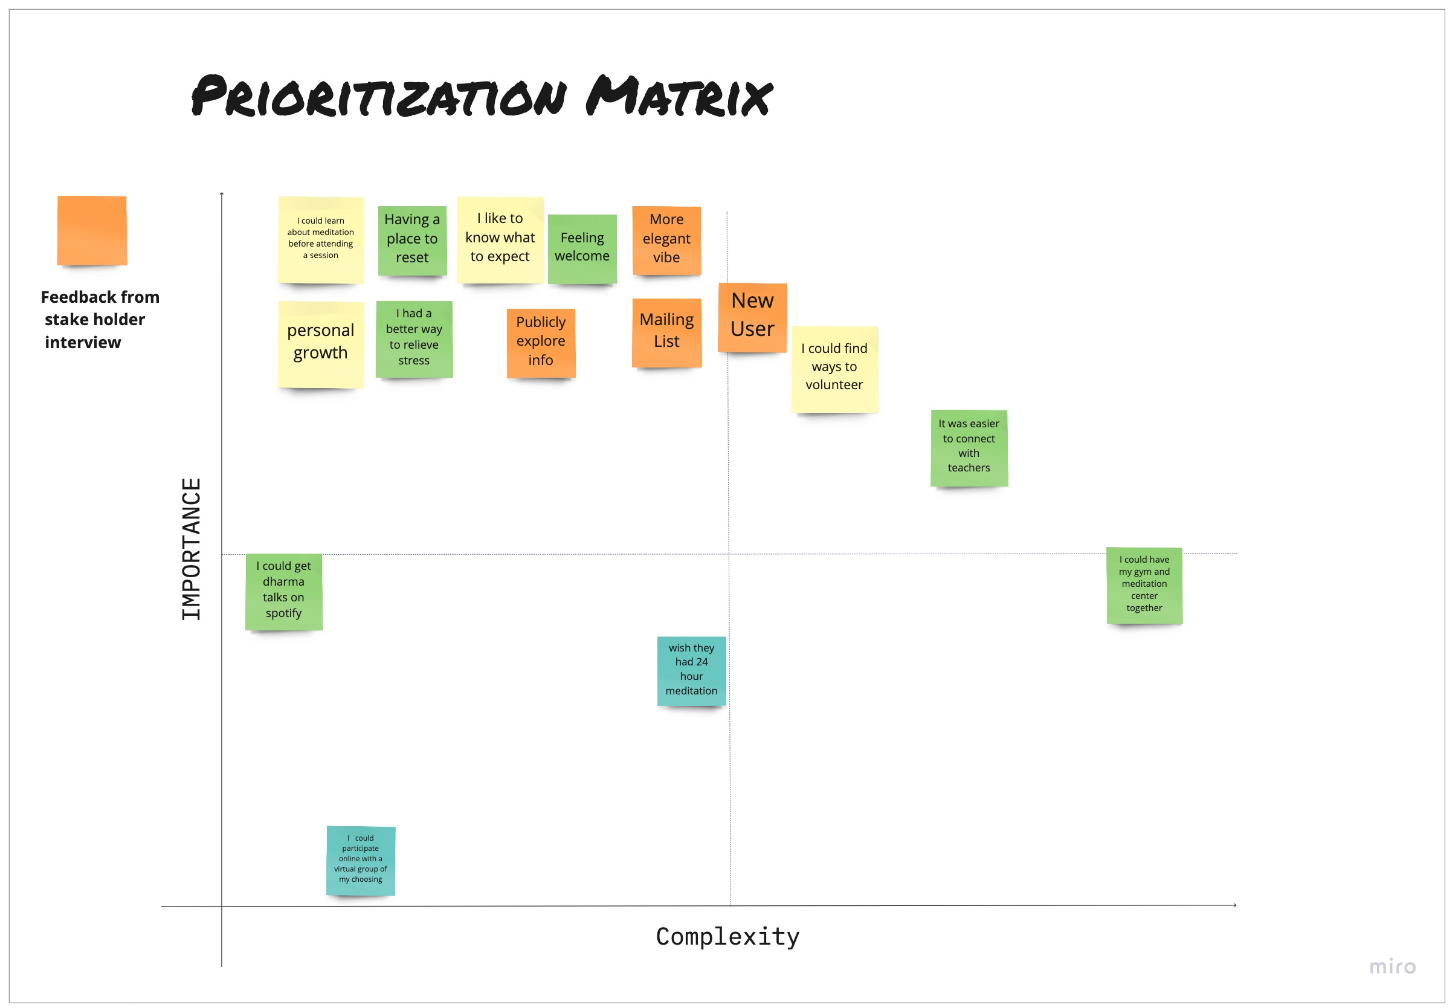 Prioritization Matrix
Feedback from
stake holder
interview
I could learn
about meditation
before attending
a session
Having a
place to
reset
I like to
know what
to expect
Feeling
welcome
More
elegant
vibe
personal
growth
I had a
better way
to relieve
stress
Publicly
explore
info
Mailing
List
New
User
I could find
ways to
volunteer
It was easier
to connect
with
teachers
IMPORTANCE
I could get
dharma
talks on
spotify
I could have
my gym and
meditation
center
together
wish they
had 24
hour
meditation
I could
participate
online with a
virtual group of
my choosing
Complexity
miro